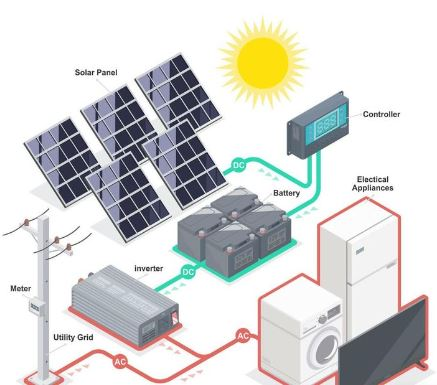 Solar Panel
Controller
DC
Electical
Appliances
Battery
inverter
DC
Meter
Utility Grid
AC
AC